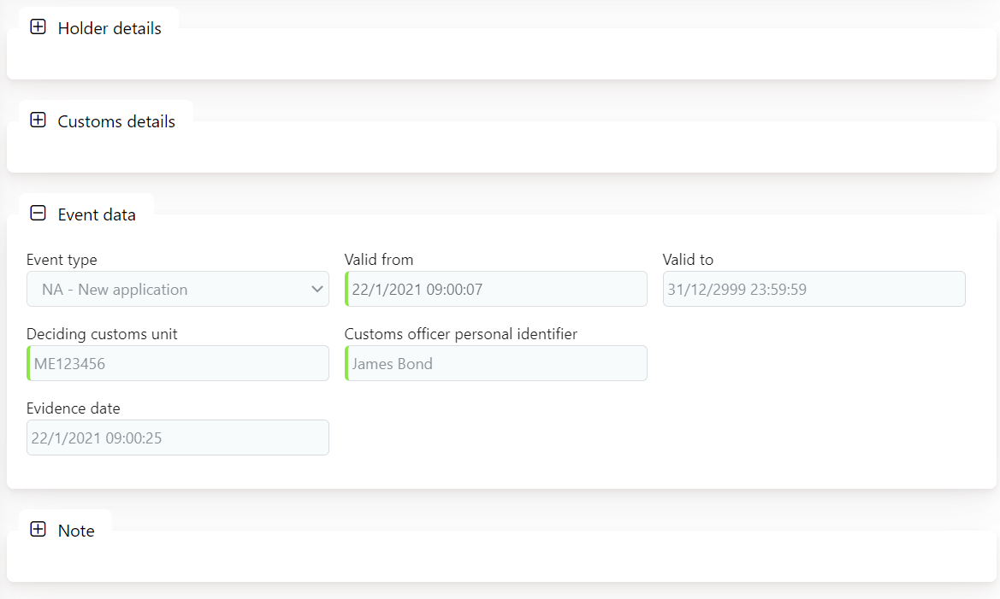 Holder details
Customs details
Event data
Event type
NA - New application
Valid from
22/1/2021 09:00:07
Valid to
31/12/2999 23:59:59
Deciding customs unit
ME123456
Customs officer personal identifier
James Bond
Evidence date
22/1/2021 09:00:25
Note